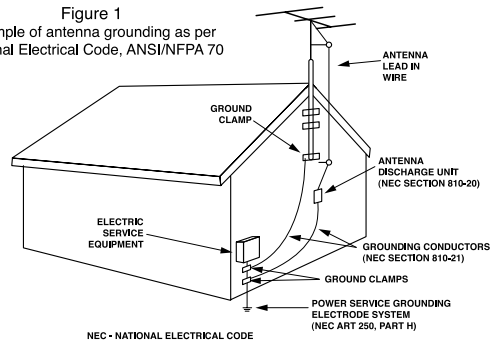 Figure 1
of antenna grounding as per
Electrical Code, ANSI/NFPA 70
ANTENNA
LEAD IN
WIRE
GROUND
CLAMP
ANTENNA
DISCHARGE UNIT
(NEC SECTION 810-20)
ELECTRIC
SERVICE
EQUIPMENT
GROUNDING CONDUCTORS
(NEC SECTION 810-21)
GROUND CLAMPS
POWER SERVICE GROUNDING
ELECTRODE SYSTEM
(NEC ART 250, PART H)
NEC - NATIONAL ELECTRICAL CODE